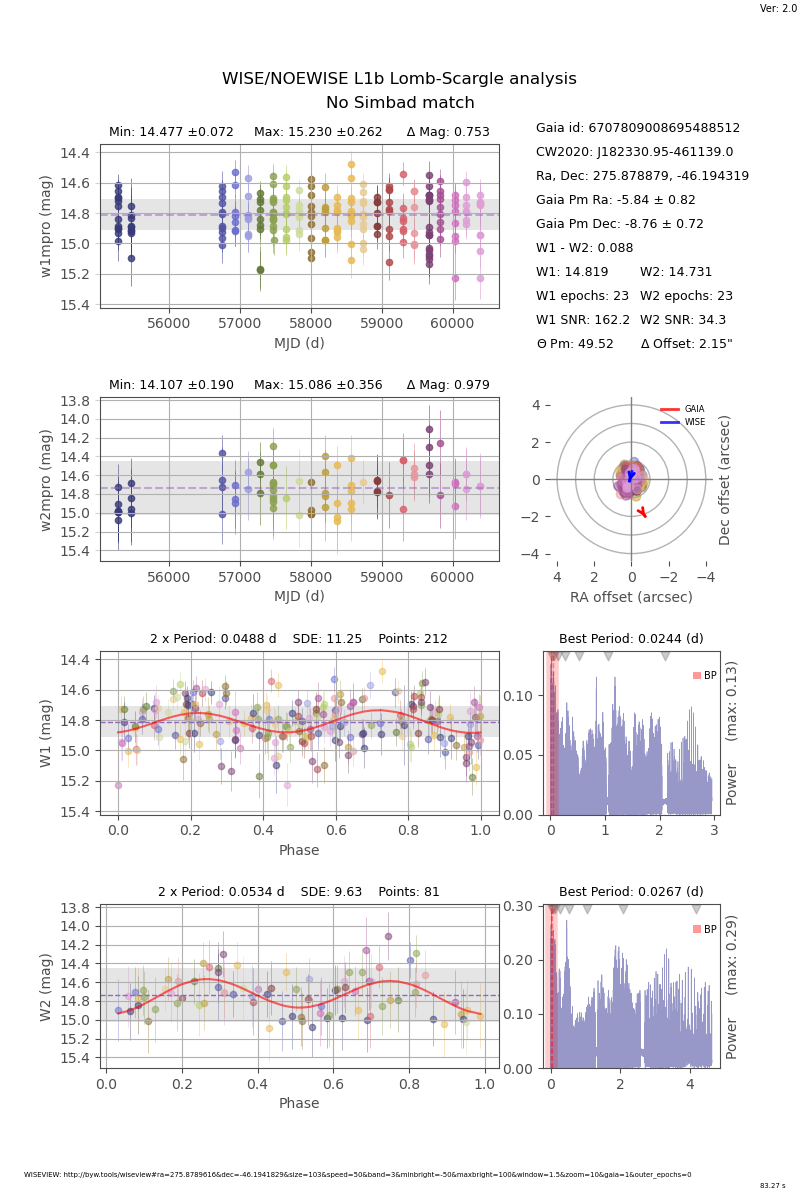 Ver: 2.0
WISE/NOEWISE L1b Lomb-Scargle analysis
No Simbad match
Min: 14.477 ±0.072 Max: 15.230 ±0.262 Δ Mag: 0.753
14.4
14.6
14.8
15.0
15.2
15.4
w1mpro (mag)
56000 57000 58000 59000 60000
MJD (d)
Gaia id: 6707809008695488512
CW2020: J182330.95-461139.0
Ra, Dec: 275.878879, -46.194319
Gaia Pm Ra: -5.84 ± 0.82
Gaia Pm Dec: -8.76 ± 0.72
W1 - W2: 0.088
W1: 14.819 W2: 14.731
W1 epochs: 23 W2 epochs: 23
W1 SNR: 162.2 W2 SNR: 34.3
Θ Pm: 49.52 Δ Offset: 2.15"
Min: 14.107 ±0.190 Max: 15.086 ±0.356 Δ Mag: 0.979
13.8
14.0
14.2
14.4
14.6
14.8
15.0
15.2
15.4
w2mpro (mag)
56000 57000 58000 59000 60000
MJD (d)
GAIA
WISE
4
2
0
−2
−4
4 2 0 −2 −4
RA offset (arcsec)
Dec offset (arcsec)
2 x Period: 0.0488 d SDE: 11.25 Points: 212
14.4
14.6
14.8
15.0
15.2
15.4
W1 (mag)
0.0 0.2 0.4 0.6 0.8 1.0
Phase
Best Period: 0.0244 (d)
BP
0.10
0.05
0.00
0 1 2 3
Power (max: 0.13)
2 x Period: 0.0534 d SDE: 9.63 Points: 81
13.8
14.0
14.2
14.4
14.6
14.8
15.0
15.2
15.4
W2 (mag)
0.0 0.2 0.4 0.6 0.8 1.0
Phase
Best Period: 0.0267 (d)
BP
0.30
0.20
0.10
0.00
0 2 4
Power (max: 0.29)
WISEVIEW: http://byw.tools/wiseview#ra=275.8789616&dec=-46.1941829&size=103&speed=50&band=3&minbright=-50&maxbright=100&window=1.5&zoom=10&gaia=1&outer_epochs=0
83.27 s